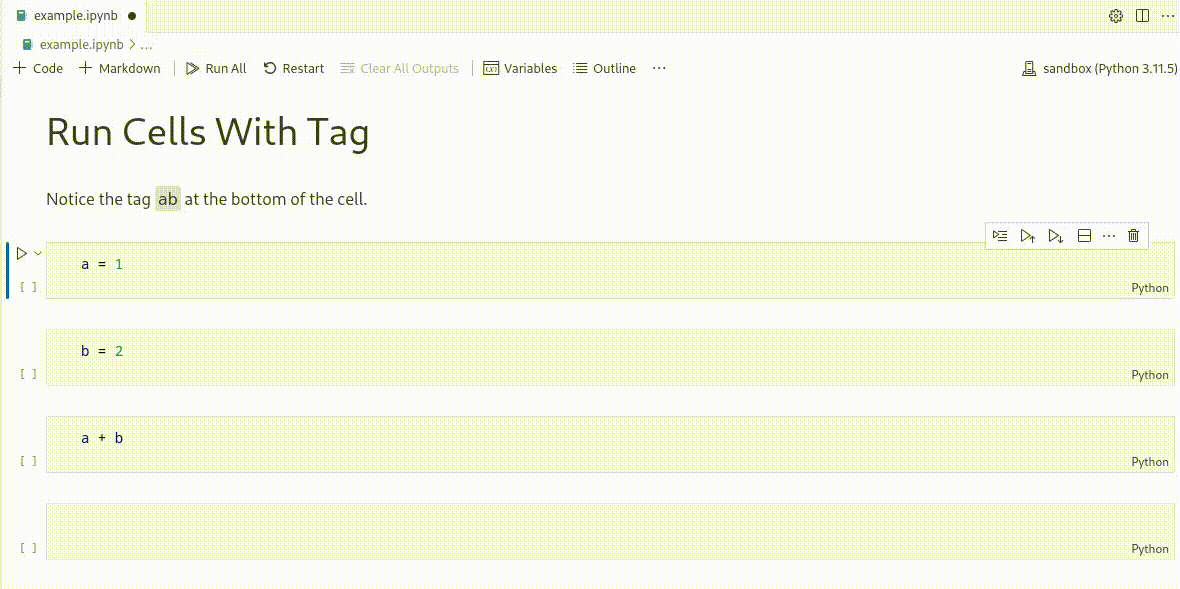 example.ipynb
example.ipynb > ...
+ Code + Markdown Run All Restart Clear All Outputs Variables Outline ... sandbox (Python 3.11.5)
Run Cells With Tag
Notice the tag ab at the bottom of the cell.
a = 1
[ ] Python
b = 2
[ ] Python
a + b
[ ] Python
[ ] Python